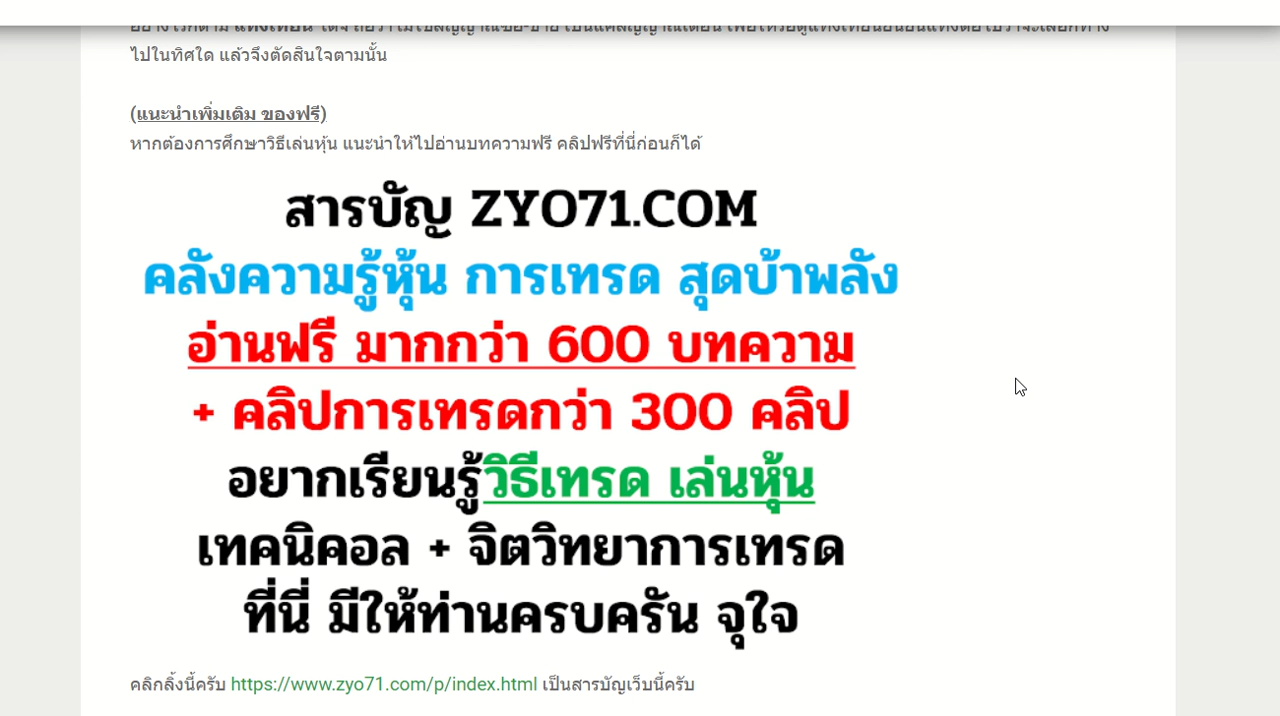 ไปในทิศใด แล้วจึงตัดสินใจตามนั้น
(แนะนำเพิ่มเติม ของฟรี)
หากต้องการศึกษาวิธีเล่นหุ้น แนะนำให้ไปอ่านบทความฟรี คลิปฟรีที่นี่ก่อนก็ได้
สารบัญ ZYO71.COM
คลังความรู้หุ้น การเทรด สุดบ้าพลัง
อ่านฟรี มากกว่า 600 บทความ
+ คลิปการเทรดกว่า 300 คลิป
อยากเรียนรู้วิธีเทรด เล่นหุ้น
เทคนิคอล + จิตวิทยาการเทรด
ที่นี่ มีให้ท่านครบครัน จุใจ
คลิกลิ้งนี้ครับ https://www.zyo71.com/p/index.html เป็นสารบัญเว็บนี้ครับ